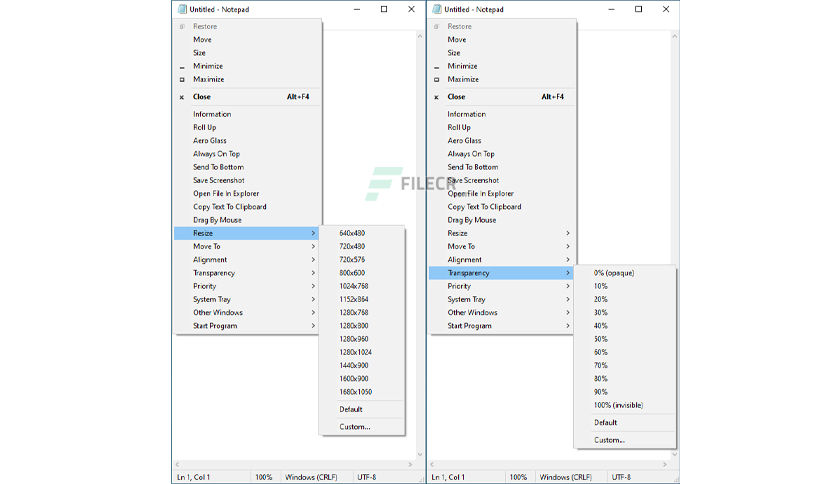 Untitled - Notepad
Restore
Move
Size
Minimize
Maximize
Close Alt+F4
Information
Roll Up
Aero Glass
Always On Top
Send To Bottom
Save Screenshot
Open File In Explorer
Copy Text To Clipboard
Drag By Mouse
Resize
Move To
Alignment
Transparency
Priority
System Tray
Other Windows
Start Program
640x480
720x480
720x576
800x600
1024x768
1152x864
1280x768
1280x800
1280x960
1280x1024
1440x900
1600x900
1680x1050
Default
Custom...
Ln 1, Col 1 100% Windows (CRLF) UTF-8
FILECR
Untitled - Notepad
Restore
Move
Size
Minimize
Maximize
Close Alt+F4
Information
Roll Up
Aero Glass
Always On Top
Send To Bottom
Save Screenshot
Open File In Explorer
Copy Text To Clipboard
Drag By Mouse
Resize
Move To
Alignment
Transparency
Priority
System Tray
Other Windows
Start Program
0% (opaque)
10%
20%
30%
40%
50%
60%
70%
80%
90%
100% (invisible)
Default
Custom...
Ln 1, Col 1 100% Windows (CRLF) UTF-8